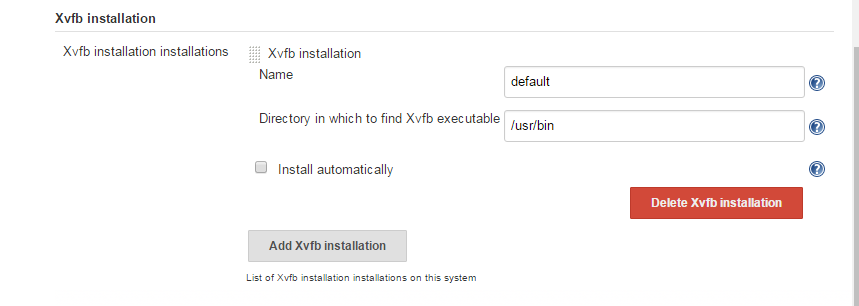 Xvfb installation
Xvfb installation installations
Xvfb installation
Name
default
Directory in which to find Xvfb executable
/usr/bin
Install automatically
Delete Xvfb installation
Add Xvfb installation
List of Xvfb installation installations on this system